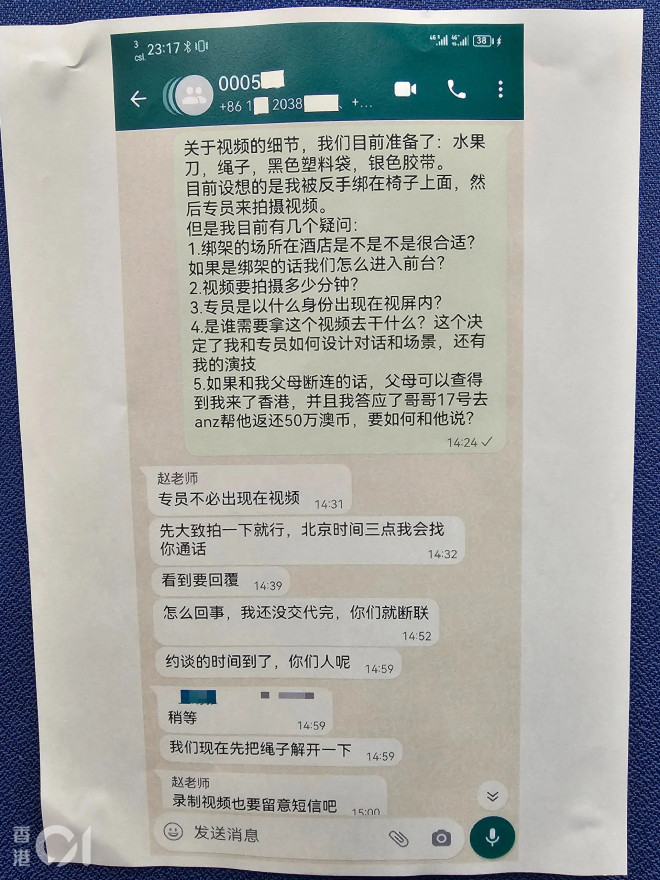 3
csl
23:17
4G
4G
38
0005
+86 1 2038 、 +...
关于视频的细节，我们目前准备了：水果
刀，绳子，黑色塑料袋，银色胶带。
目前设想的是我被反手绑在椅子上面，然
后专员来拍摄视频。
但是我目前有几个疑问:
1.绑架的场所在酒店是不是不是很合适？
如果是绑架的话我们怎么进入前台？
2.视频要拍摄多少分钟？
3.专员是以什么身份出现在视屏内？
4.是谁需要拿这个视频去干什么？这个决
定了我和专员如何设计对话和场景，还有
我的演技
5.如果和我父母断连的话，父母可以查得
到我来了香港，并且我答应了哥哥17号去
anz帮他返还50万澳币，要如何和他说？
14:24
赵老师
专员不必出现在视频 14:31
先大致拍一下就行，北京时间三点我会找
你通话
14:32
看到要回覆 14:39
怎么回事，我还没交代完，你们就断联
14:52
约谈的时间到了，你们人呢 14:59
稍等
14:59
我们现在先把绳子解开一下 14:59
赵老师
录制视频也要留意短信吧 15:00
发送消息
香港01